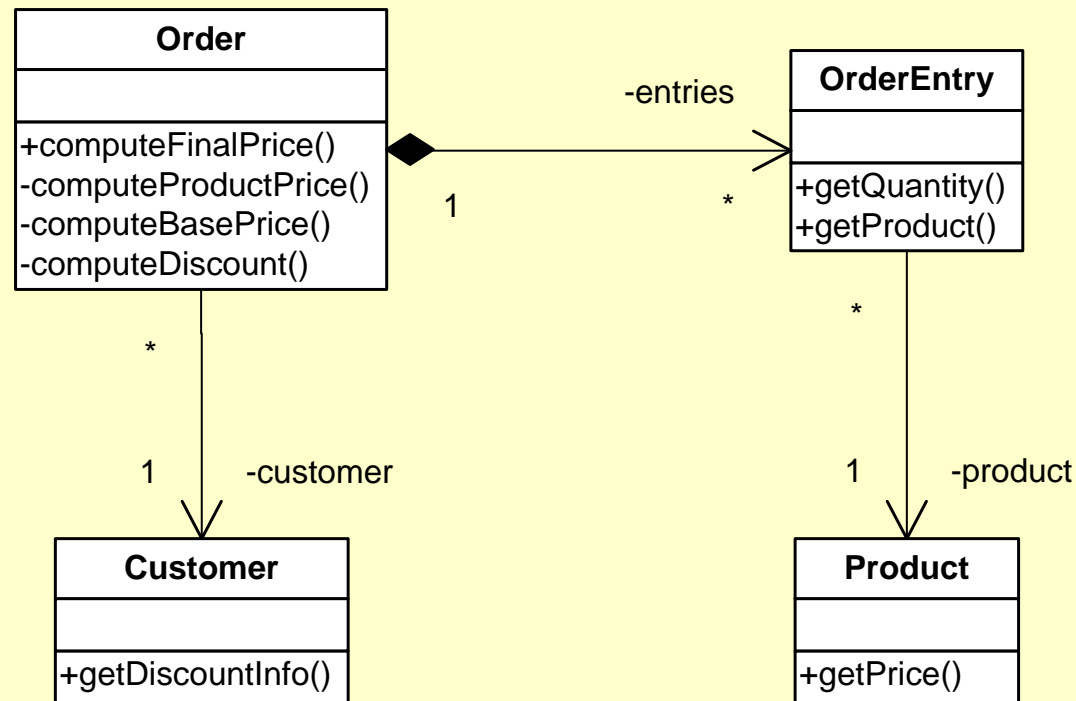 Order
+computeFinalPrice()
-computeProductPrice()
-computeBasePrice()
-computeDiscount()
-entries
1
*
OrderEntry
+getQuantity()
+getProduct()
*
1
-customer
*
1
-product
Customer
+getDiscountInfo()
Product
+getPrice()